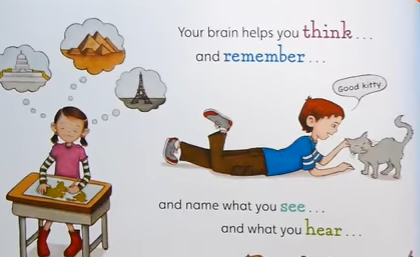 Your brain helps you think...
and remember...
Good kitty
and name what you see...
and what you hear...